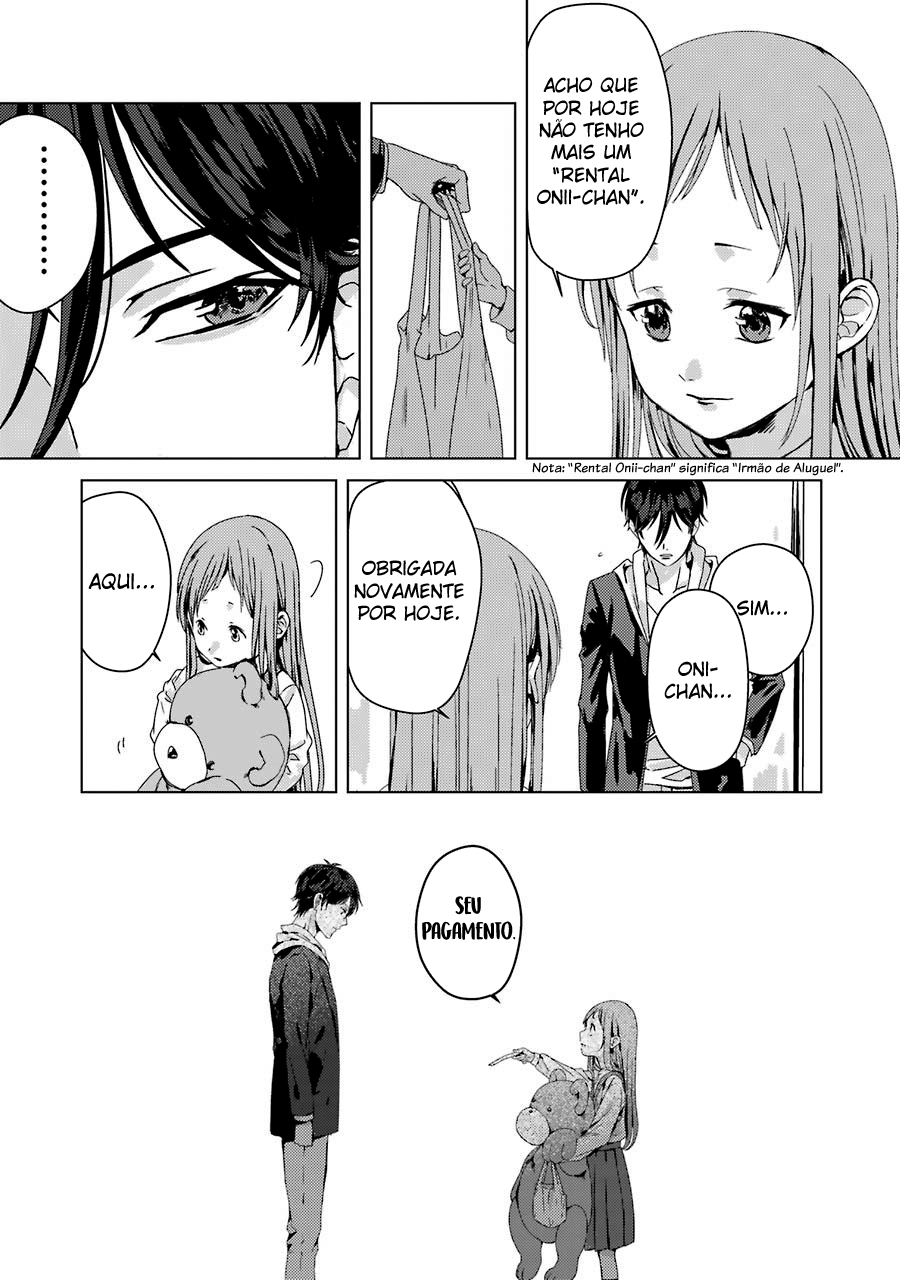 ACHO QUE
POR HOJE
NÃO TENHO
MAIS UM
"RENTAL
ONII-CHAN".
.........
Nota: "Rental Onii-chan" significa "Irmão de Aluguel".
SIM...
ONI-
CHAN...
OBRIGADA
NOVAMENTE
POR HOJE.
AQUI...
SEU
PAGAMENTO.